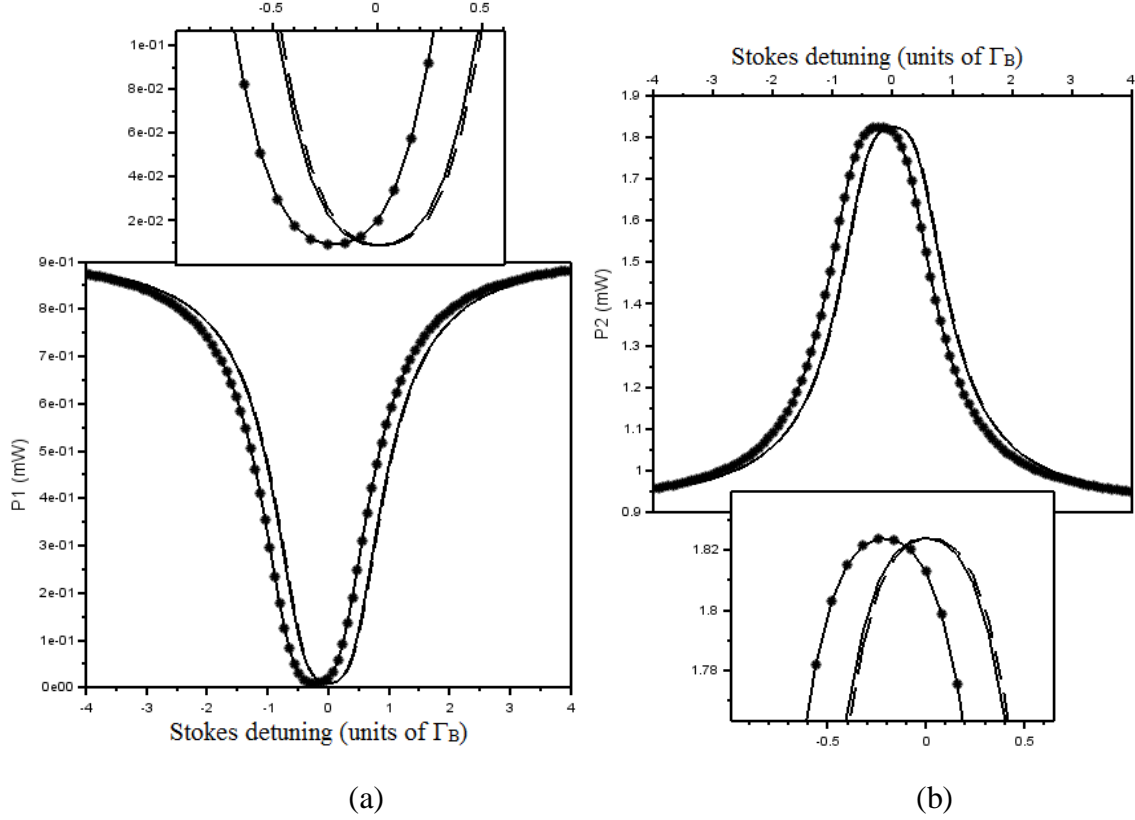 -0.5 0 0.5
1e-01
8e-02
6e-02
4e-02
2e-02
9e-01
8e-01
7e-01
6e-01
5e-01
4e-01
3e-01
2e-01
1e-01
0e00
P1 (mW)
-4 -3 -2 -1 0 1 2 3 4
Stokes detuning (units of ΓB)
(a)
Stokes detuning (units of ΓB)
-4 -3 -2 -1 0 1 2 3 4
1.9
1.8
1.7
1.6
1.5
1.4
1.3
1.2
1.1
1
0.9
P2 (mW)
1.82
1.8
1.78
-0.5 0 0.5
(b)